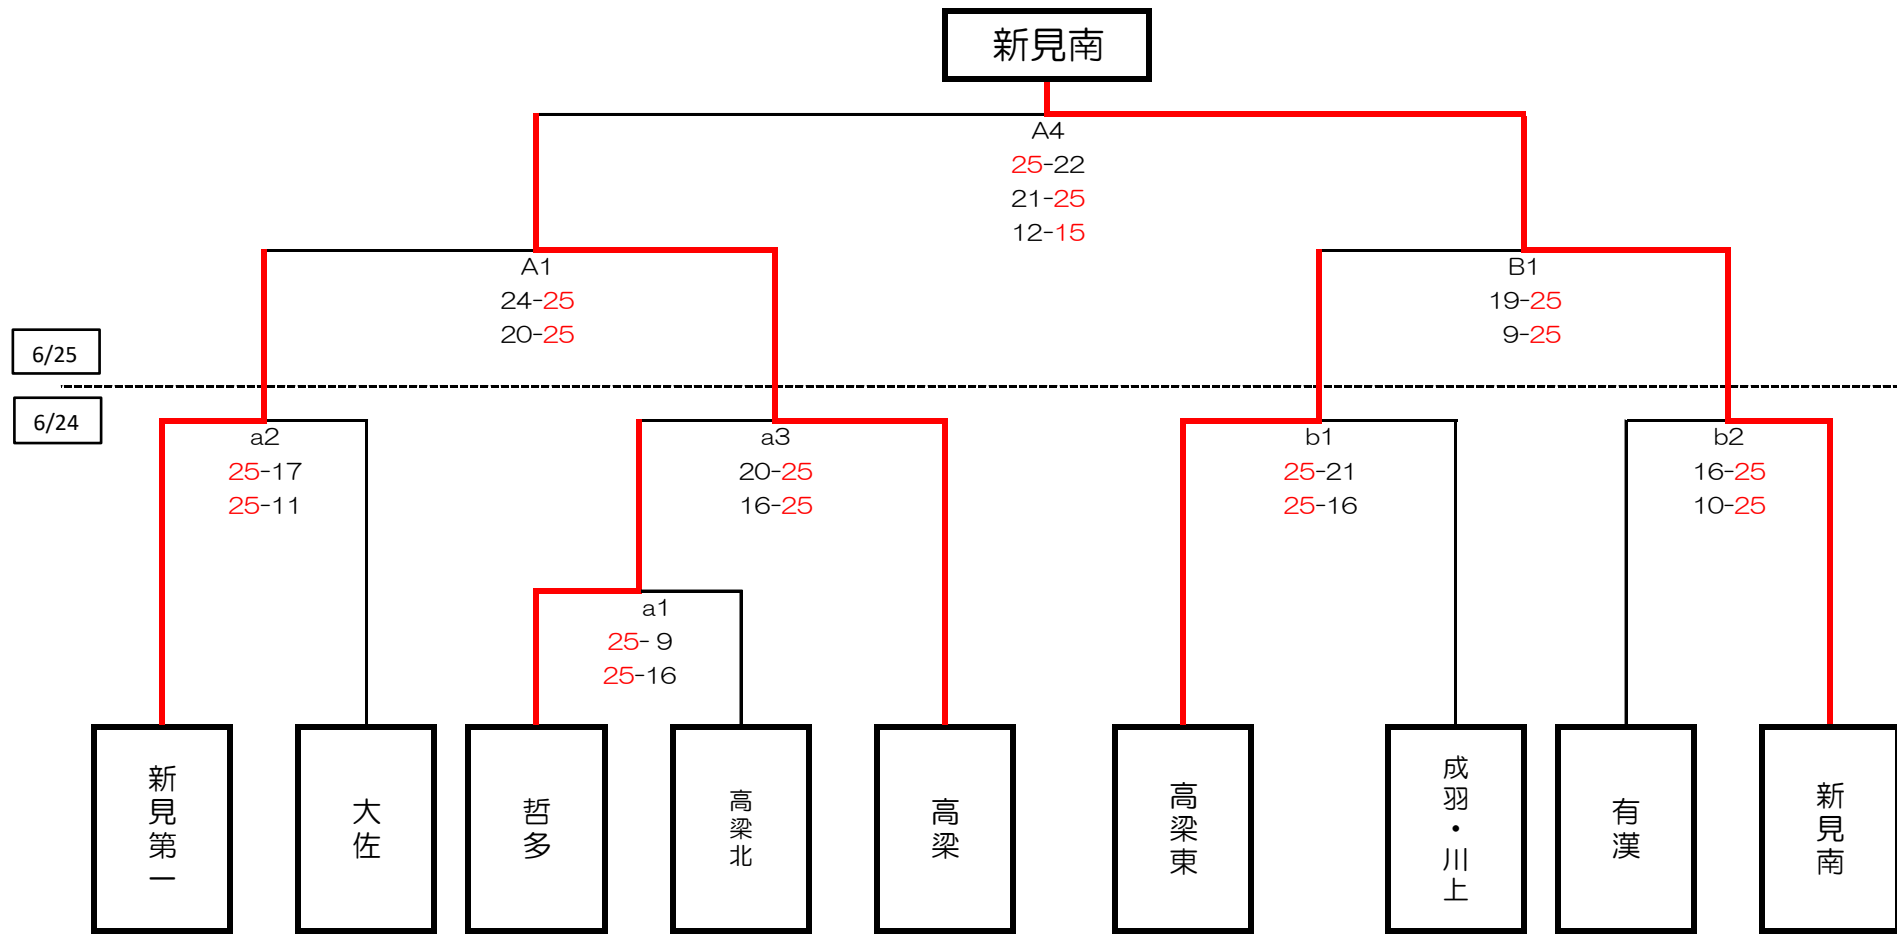 新見南
A4
25-22
21-25
12-15
A1
24-25
20-25
B1
19-25
9-25
6/25
6/24
a2
25-17
25-11
a3
20-25
16-25
b1
25-21
25-16
b2
16-25
10-25
a1
25- 9
25-16
新見第一
大佐
哲多
高梁北
高梁
高梁東
成羽・川上
有漢
新見南